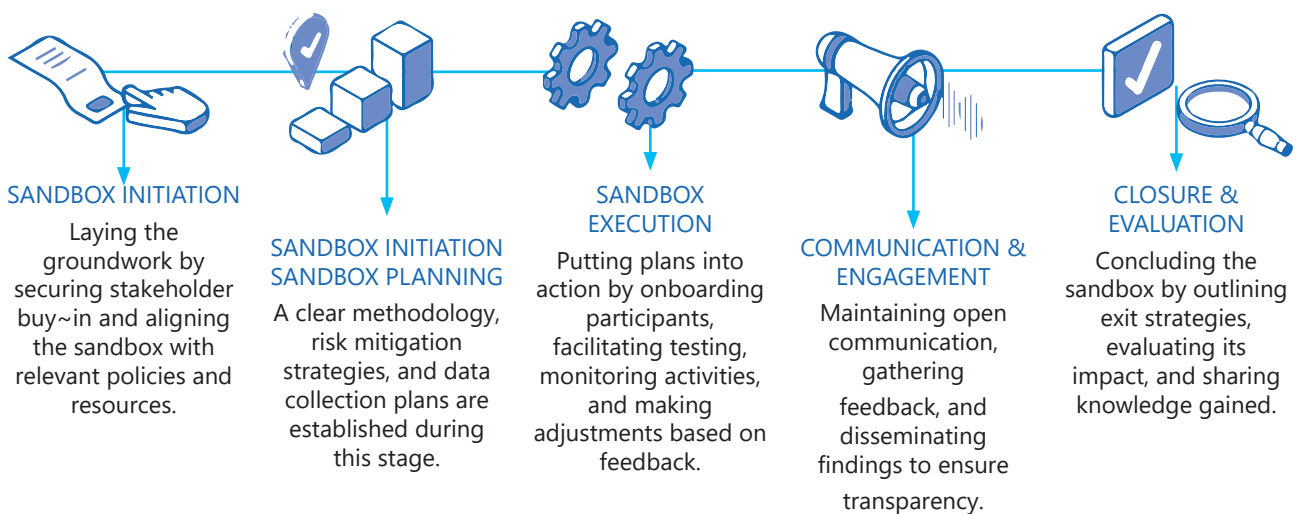 SANDBOX INITIATION
Laying the
groundwork by
securing stakeholder
buy~in and aligning
the sandbox with
relevant policies and
resources.
SANDBOX INITIATION
SANDBOX PLANNING
A clear methodology,
risk mitigation
strategies, and data
collection plans are
established during
this stage.
SANDBOX
EXECUTION
Putting plans into
action by onboarding
participants,
facilitating testing,
monitoring activities,
and making
adjustments based on
feedback.
COMMUNICATION &
ENGAGEMENT
Maintaining open
communication,
gathering
feedback, and
disseminating
findings to ensure
transparency.
CLOSURE &
EVALUATION
Concluding the
sandbox by outlining
exit strategies,
evaluating its
impact, and sharing
knowledge gained.